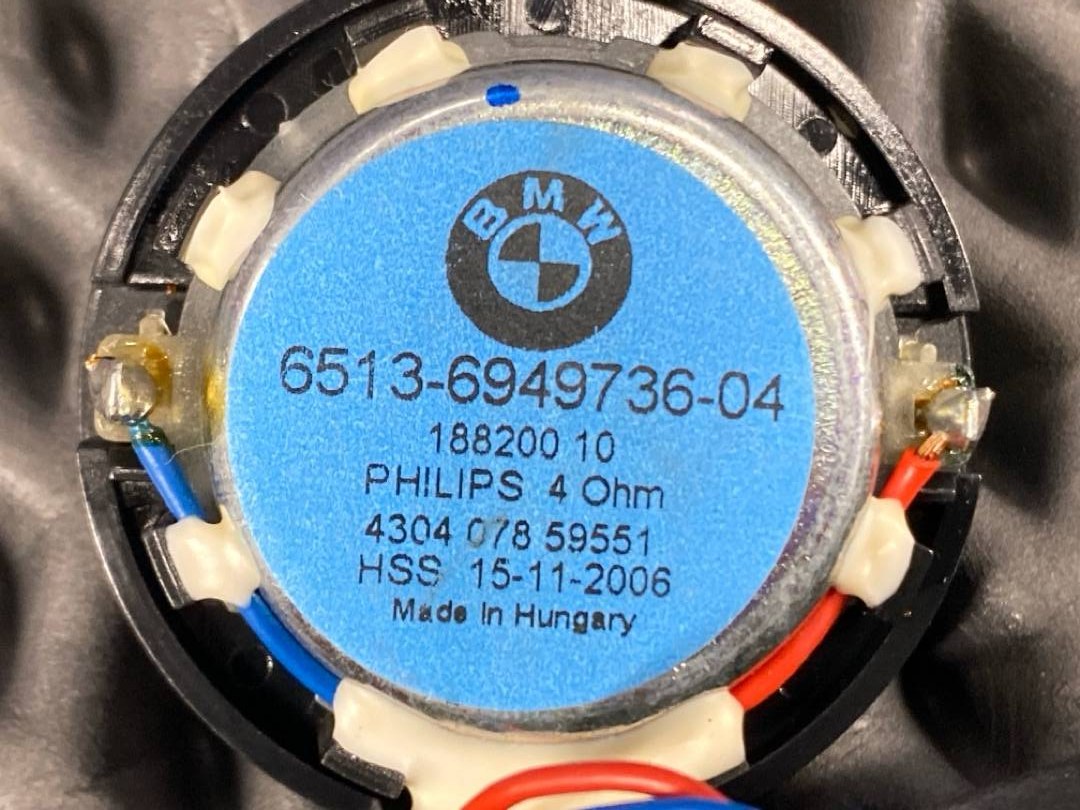 BMW
6513-6949736-04
188200 10
PHILIPS 4 Ohm
4304 078 59551
HSS 15-11-2006
Made In Hungary